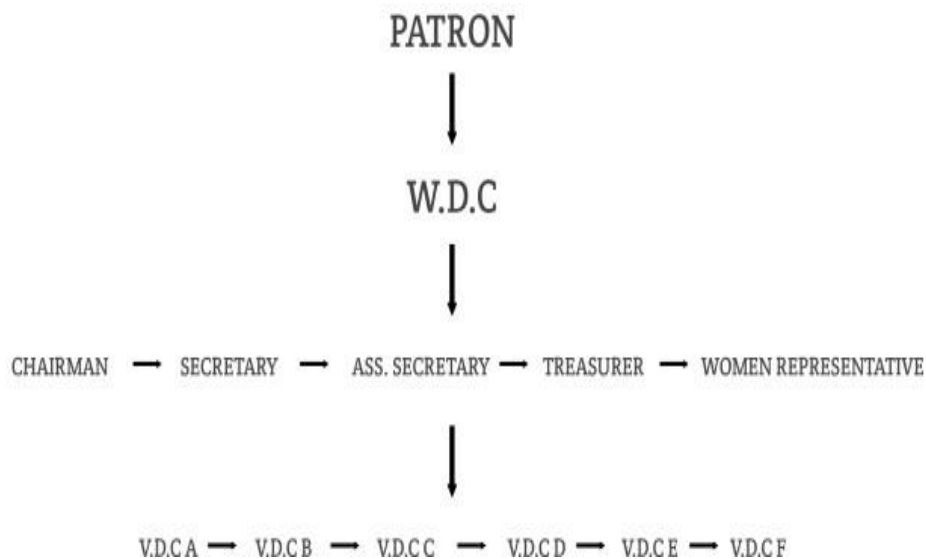 PATRON
W.D.C
CHAIRMAN SECRETARY ASS. SECRETARY TREASURER WOMEN REPRESENTATIVE
V.D.C A V.D.C B V.D.C C V.D.C D V.D.C E V.D.C F